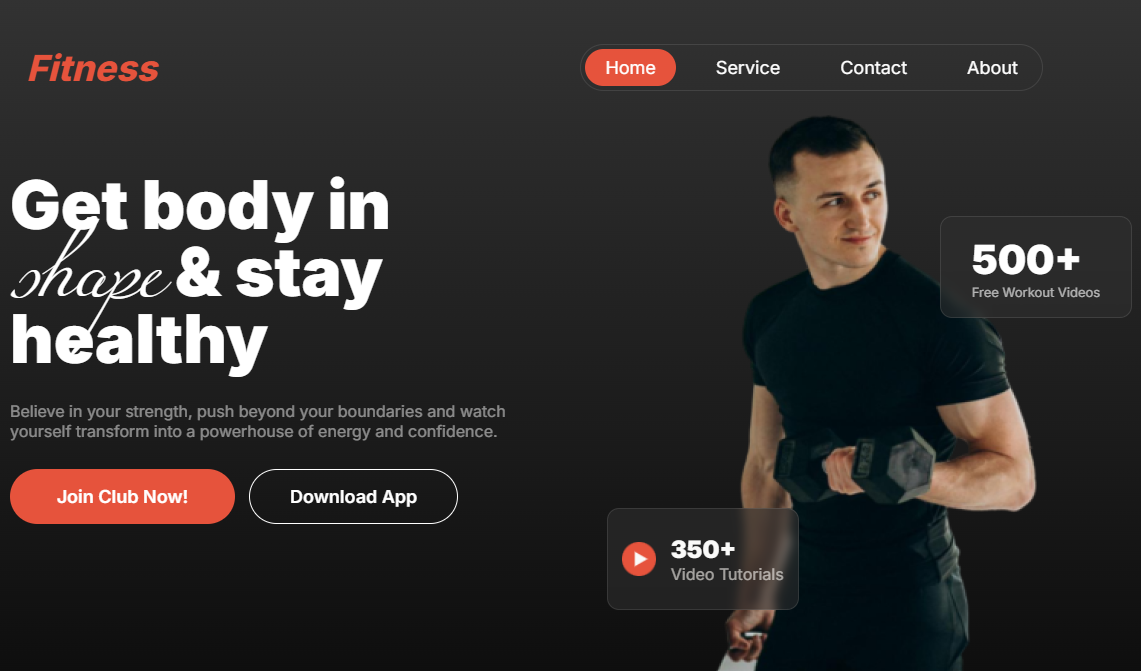 Fitness
Home Service Contact About
Get body in
shape & stay
healthy
500+
Free Workout Videos
Believe in your strength, push beyond your boundaries and watch
yourself transform into a powerhouse of energy and confidence.
Join Club Now! Download App
350+
Video Tutorials